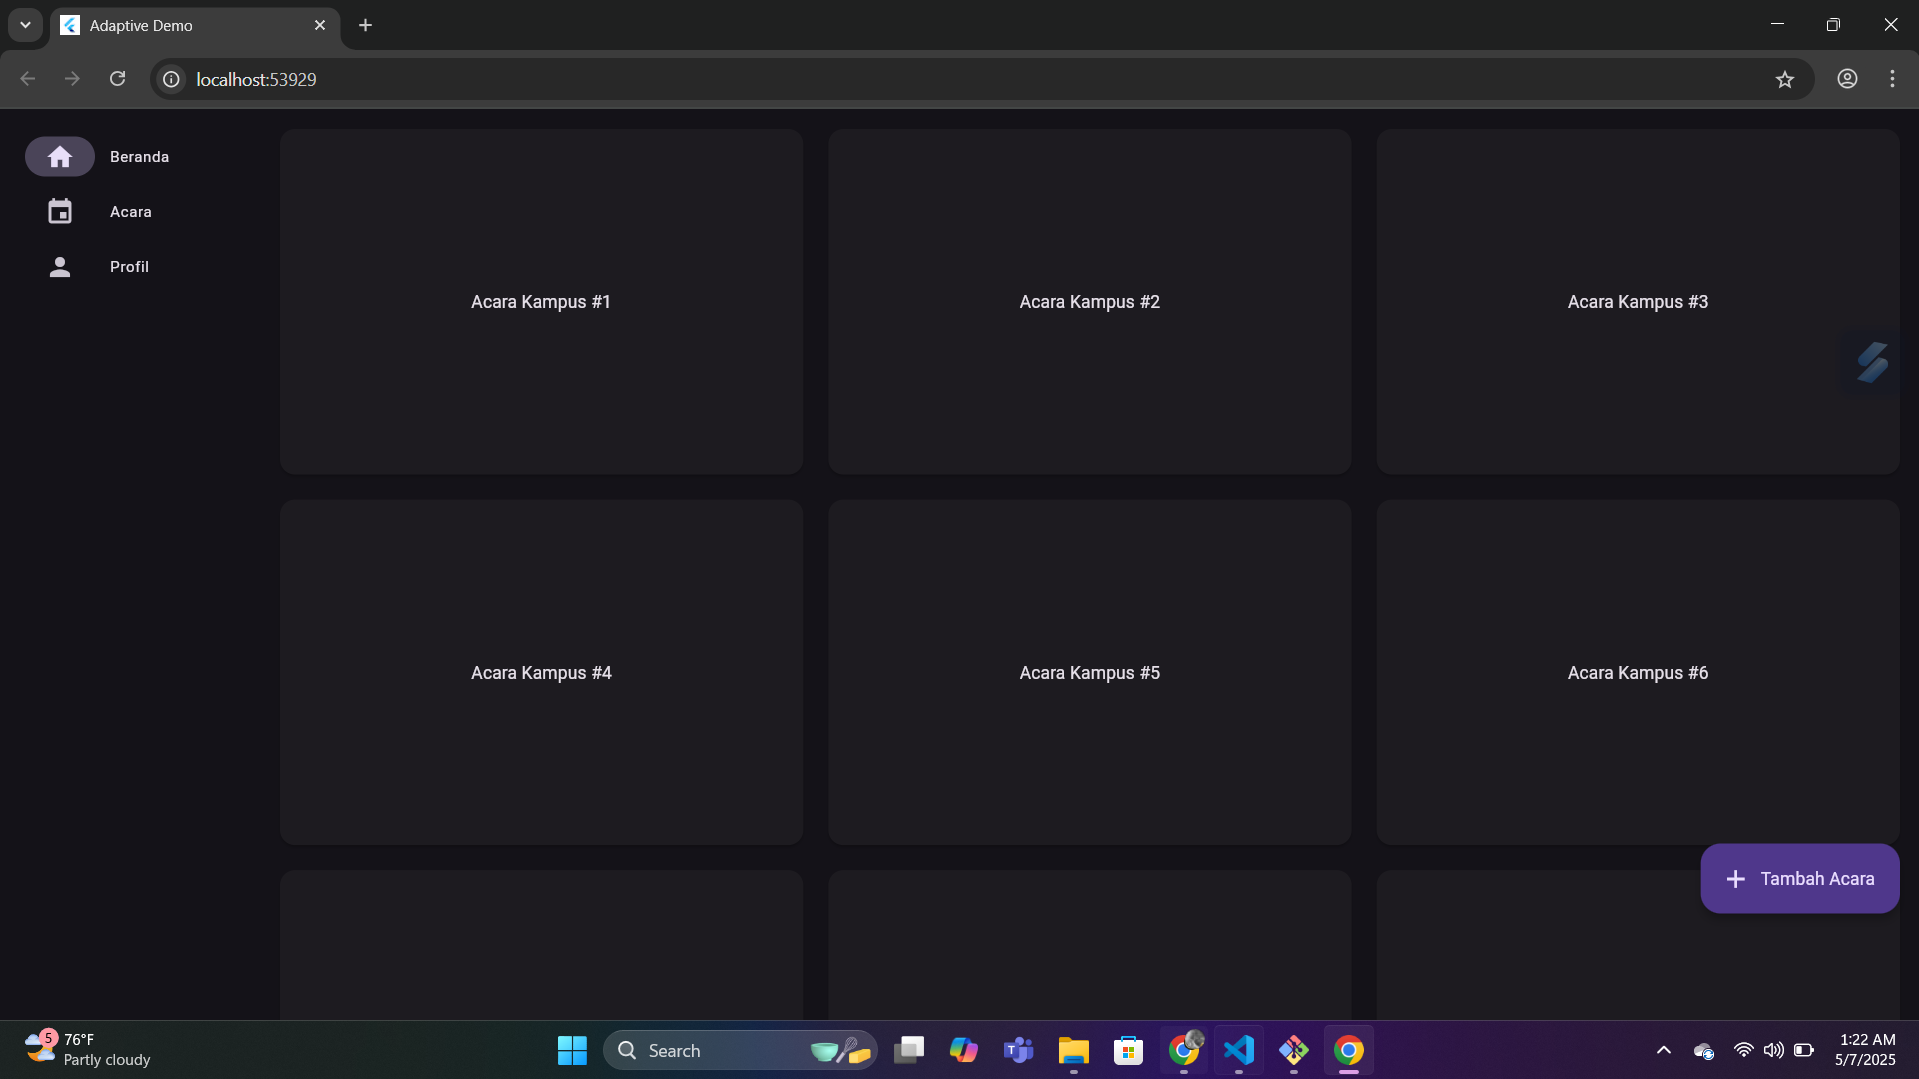 Adaptive Demo
localhost:53929
Beranda
Acara
Profil
Acara Kampus #1
Acara Kampus #2
Acara Kampus #3
Acara Kampus #4
Acara Kampus #5
Acara Kampus #6
Tambah Acara
5
76°F
Partly cloudy
Search
1:22 AM
5/7/2025